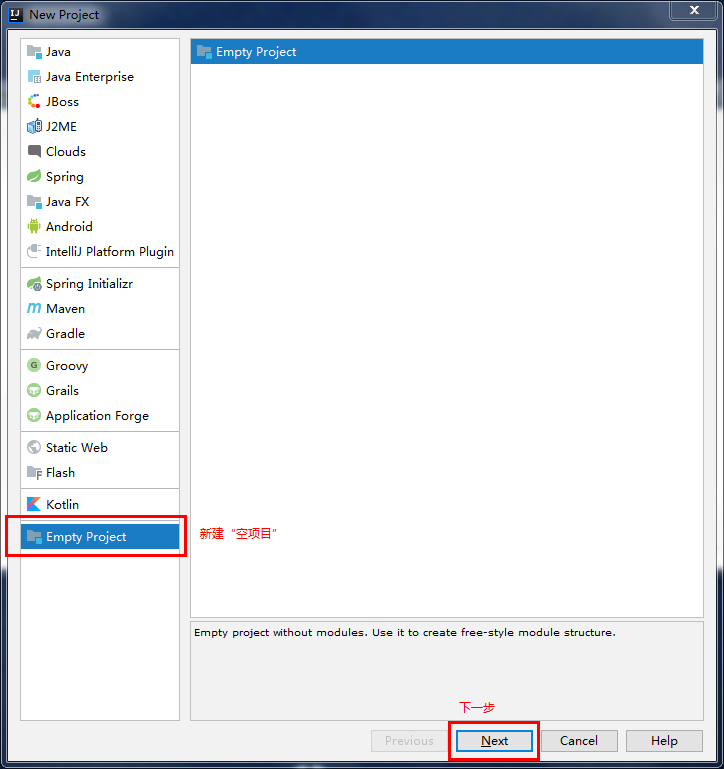 New Project
Java
Java Enterprise
JBoss
J2ME
Clouds
Spring
Java FX
Android
IntelliJ Platform Plugin
Spring Initializr
Maven
Gradle
Groovy
Grails
Application Forge
Static Web
Flash
Kotlin
Empty Project
Empty Project
新建“空项目”
Empty project without modules. Use it to create free-style module structure.
下一步
Previous
Next
Cancel
Help